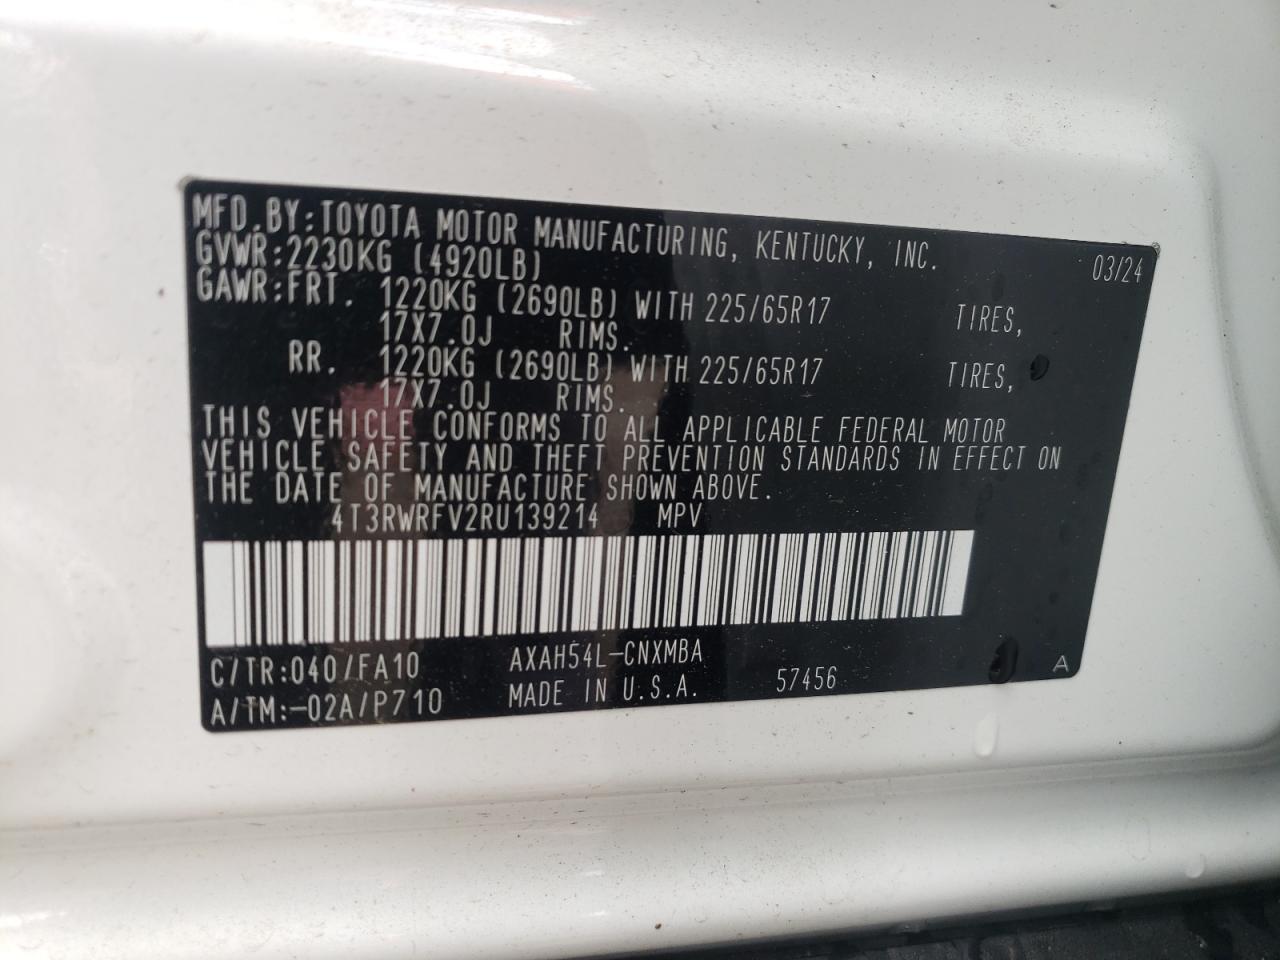 MFD.BY:TOYOTA MOTOR MANUFACTURING, KENTUCKY, INC. 03/24
GVWR:2230KG (4920LB)
GAWR:FRT. 1220KG (2690LB) WITH 225/65R17 TIRES,
17X7.0J RIMS.
RR. 1220KG (2690LB) WITH 225/65R17 TIRES,
17X7.0J RIMS.
THIS VEHICLE CONFORMS TO ALL APPLICABLE FEDERAL MOTOR
VEHICLE SAFETY AND THEFT PREVENTION STANDARDS IN EFFECT ON
THE DATE OF MANUFACTURE SHOWN ABOVE.
4T3RWRFV2RU139214 MPV
C/TR:040/FA10 AXAH54L-CNXMBA A
A/TM:-02A/P710 MADE IN U.S.A. 57456